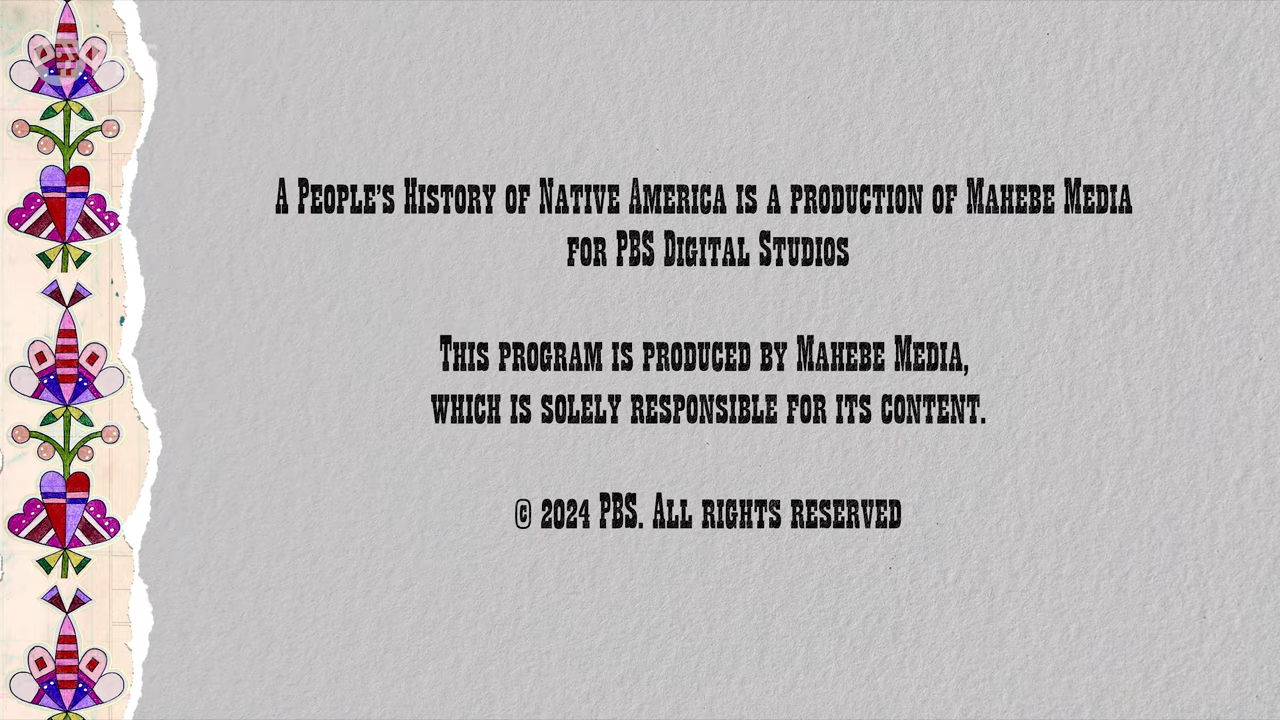 A People's History of Native America is a production of Mahebe Media
for PBS Digital Studios
This program is produced by Mahebe Media,
which is solely responsible for its content.
© 2024 PBS. All rights reserved